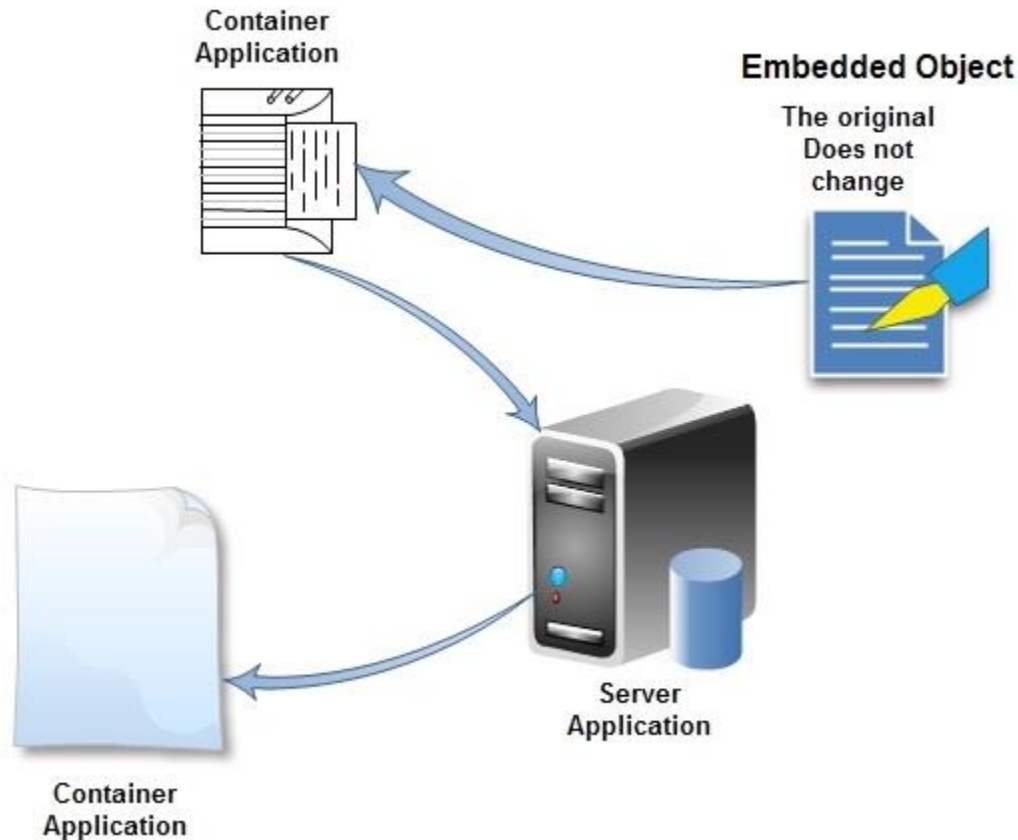 Container
Application
Embedded Object
The original
Does not
change
Server
Application
Container
Application